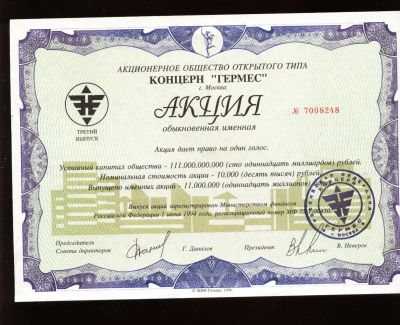 АКЦИОНЕРНОЕ ОБЩЕСТВО ОТКРЫТОГО ТИПА
КОНЦЕРН "ГЕРМЕС"
г. Москва
АКЦИЯ
обыкновенная именная
№ 7008248
ТРЕТИЙ
ВЫПУСК
Акция дает право на один голос.
Уставный капитал общества - 111.000.000.000 (сто одиннадцать миллиардов) рублей.
Номинальная стоимость акции - 10.000 (десять тысяч) рублей.
Выпущено именных акций - 11.000.000 (одиннадцать миллионов)
Выпуск акций зарегистрирован Министерством финансов
Российской Федерации 1 июня 1994 года, регистрационный номер
ГЕРМЕС
Председатель
Совета директоров
Г. Данилов
Президент
В. Неверов